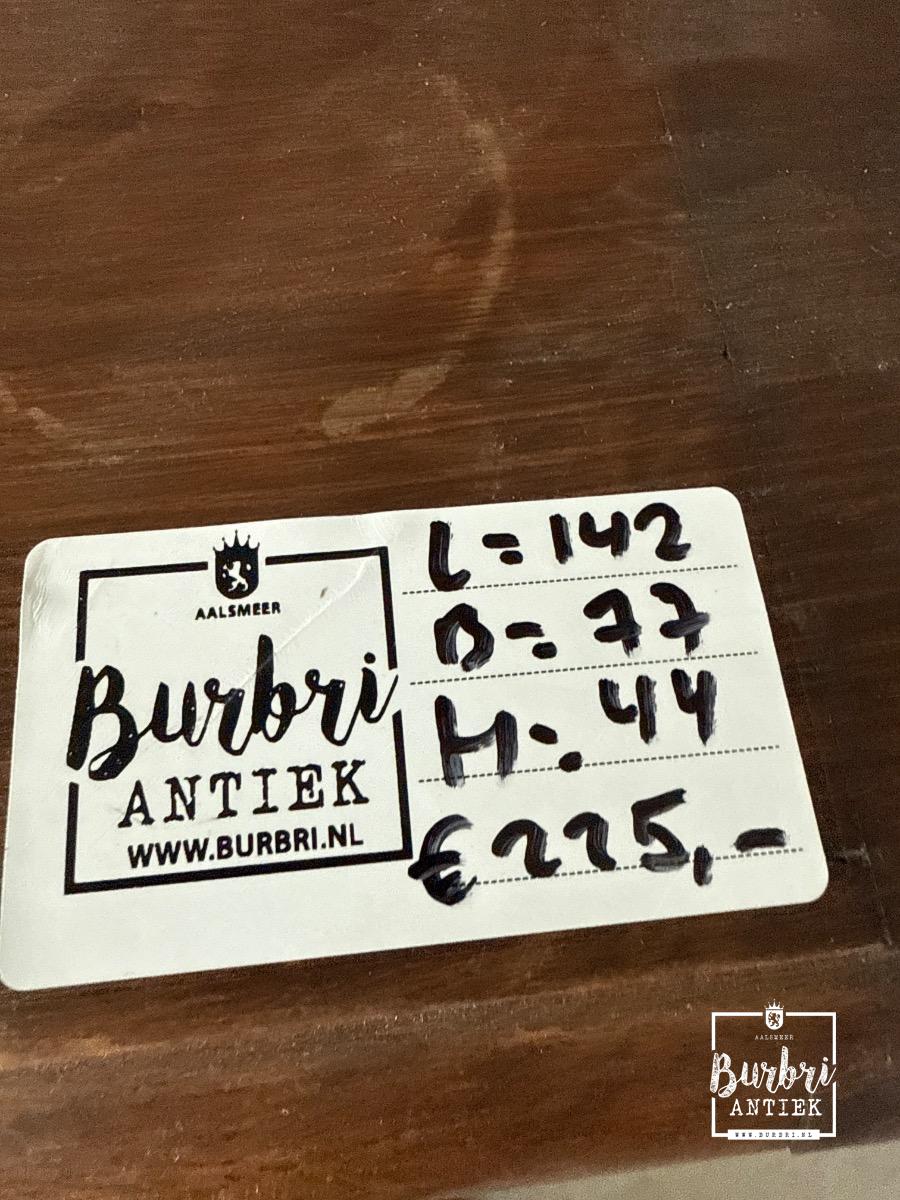 AALSMEER
Burbri
ANTIEK
WWW.BURBRI.NL
L = 142
B = 77
H = 44
€ 225,-
AALSMEER
Burbri
ANTIEK
WWW.BURBRI.NL